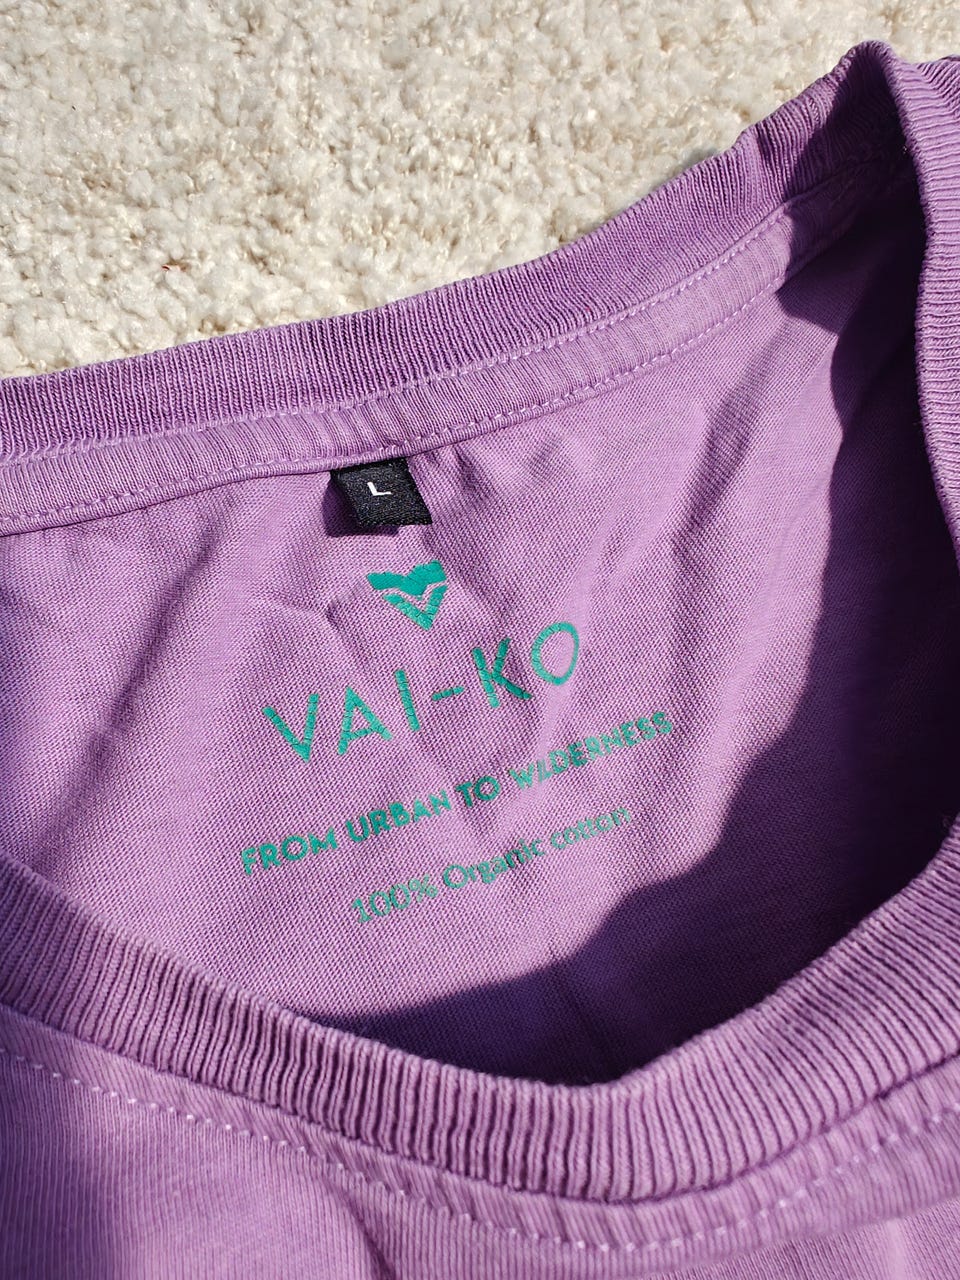 L
VAI-KO
FROM URBAN TO WILDERNESS
100% Organic cotton